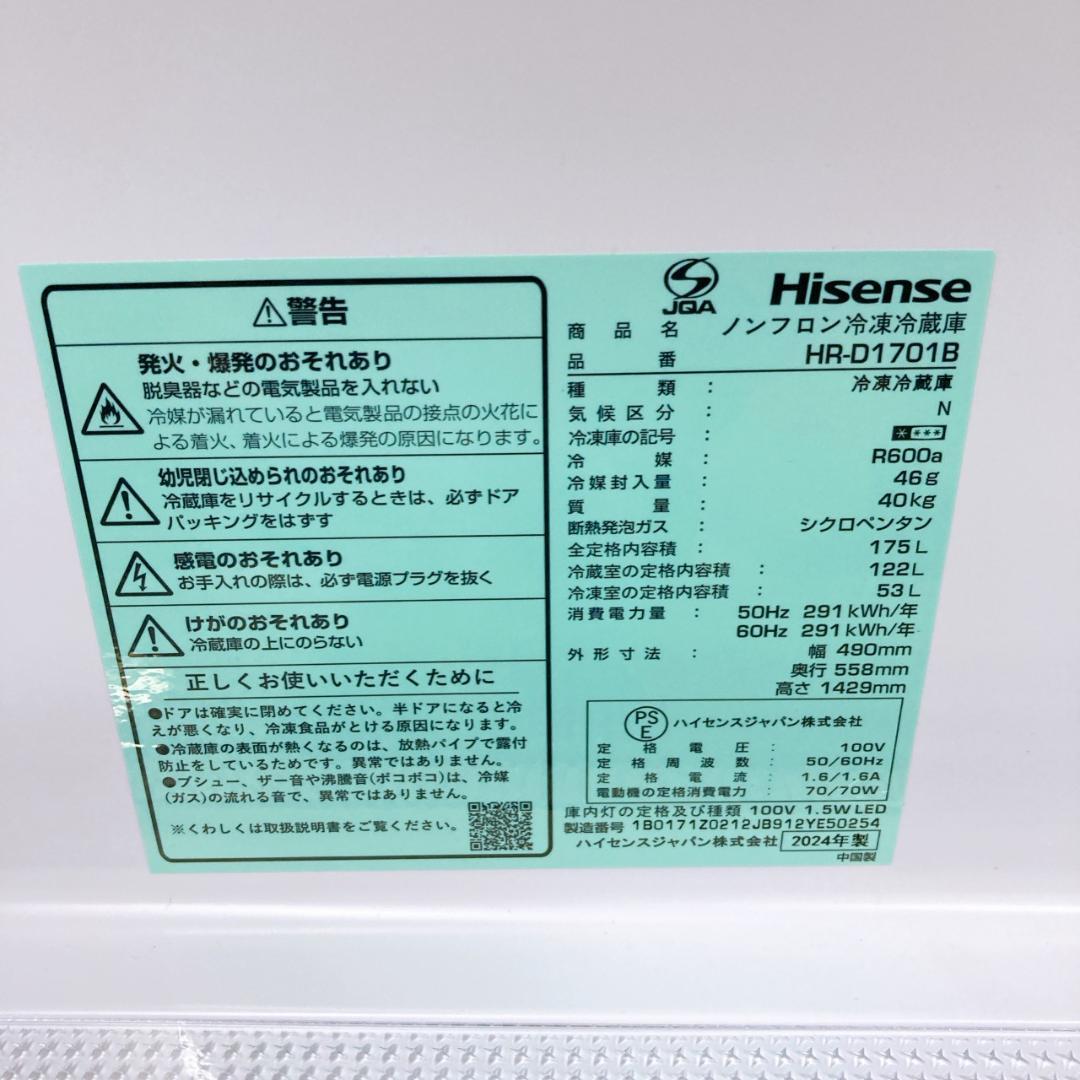 ⚠警告
発火・爆発のおそれあり
脱臭器などの電気製品を入れない
冷媒が漏れていると電気製品の接点の火花に
よる着火、着火による爆発の原因になります。
幼児閉じ込められのおそれあり
冷蔵庫をリサイクルするときは、必ずドア
パッキングをはずす
感電のおそれあり
お手入れの際は、必ず電源プラグを抜く
けがのおそれあり
冷蔵庫の上にのらない
正しくお使いいただくために
●ドアは確実に閉めてください。半ドアになると冷
えが悪くなり、冷凍食品がとける原因になります。
●冷蔵庫の表面が熱くなるのは、放熱パイプで露付
防止をしているためです。異常ではありません。
●ブシュー、ザー音や沸騰音(ボコボコ)は、冷媒
(ガス)の流れる音で、異常ではありません。
※くわしくは取扱説明書をご覧ください。
JQA
Hisense
商品名 ノンフロン冷凍冷蔵庫
品番 HR-D1701B
種類 : 冷凍冷蔵庫
気候区分 : N
冷凍庫の記号 : * ***
冷媒 : R600a
冷媒封入量 : 46g
質量 : 40kg
断熱発泡ガス : シクロペンタン
全定格内容積 : 175L
冷蔵室の定格内容積 : 122L
冷凍室の定格内容積 : 53L
消費電力量 : 50Hz 291kWh/年
60Hz 291kWh/年
外形寸法 : 幅 490mm
奥行 558mm
高さ 1429mm
PSE ハイセンスジャパン株式会社
定格電圧 : 100V
定格周波数 : 50/60Hz
定格電流 : 1.6/1.6A
電動機の定格消費電力 : 70/70W
庫内灯の定格及び種類 100V 1.5W LED
製造番号 1B0171Z0212JB912YE50254
ハイセンスジャパン株式会社 2024年製
中国製